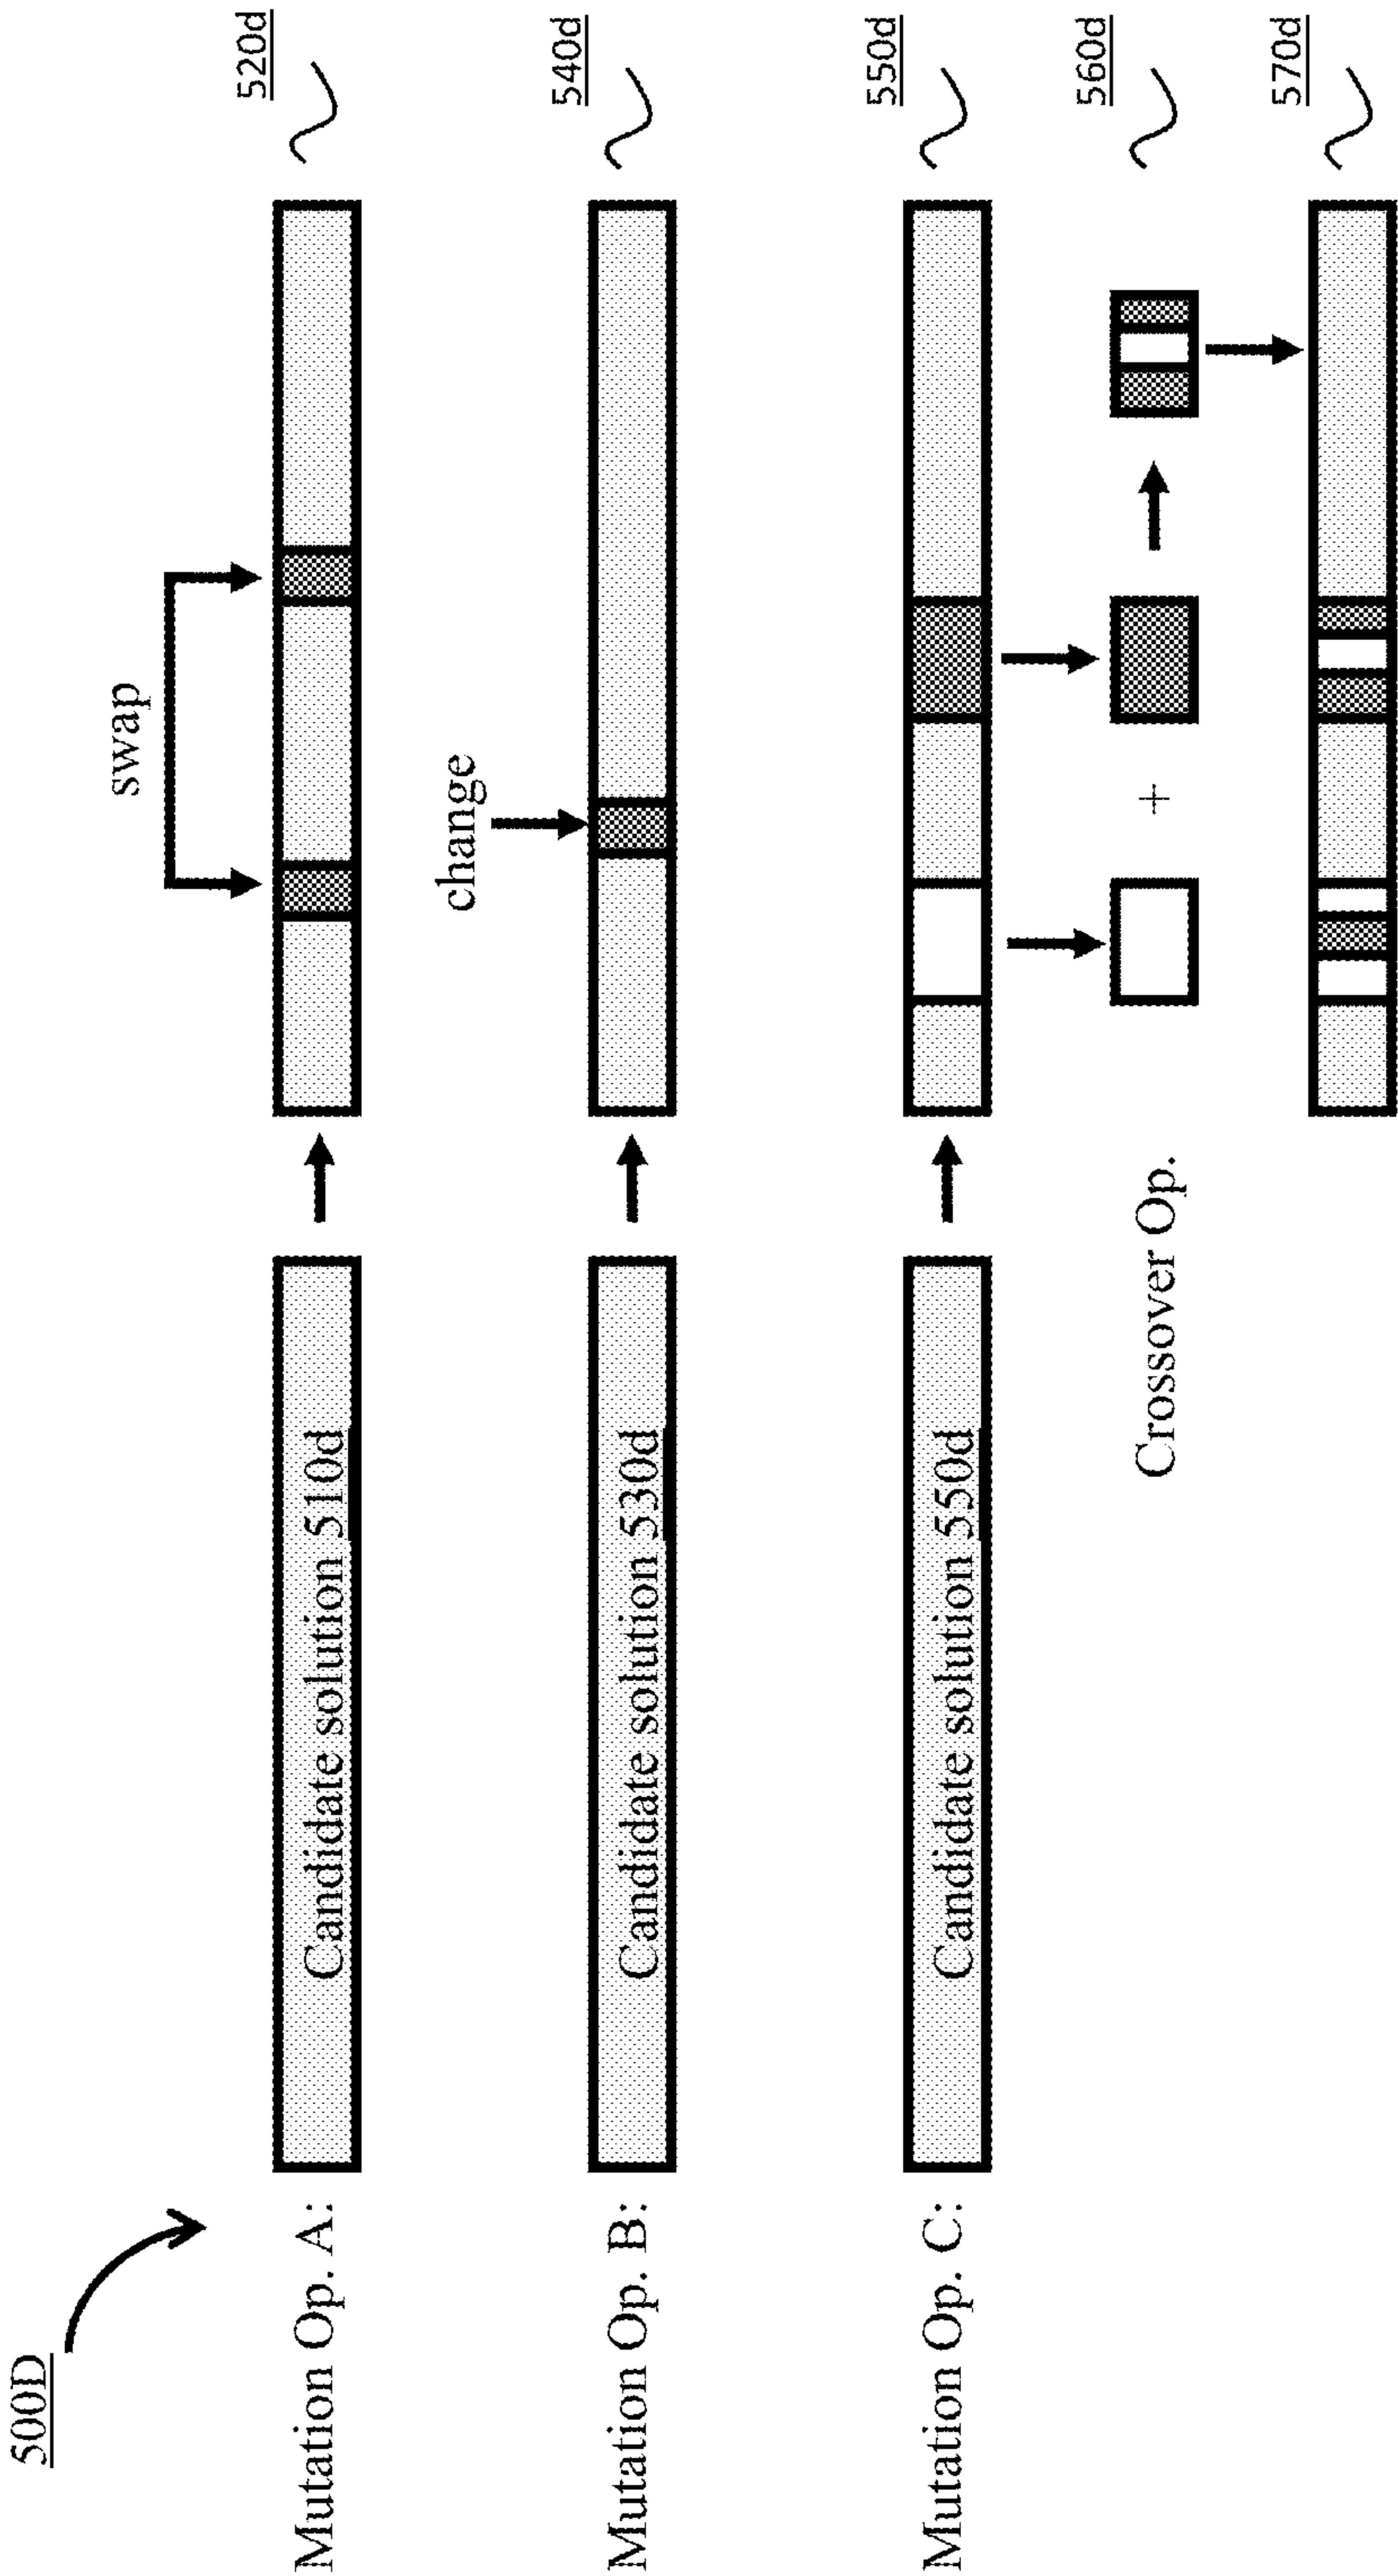 500D
swap
520d
Mutation Op. A:
Candidate solution 510d
change
540d
Mutation Op. B:
Candidate solution 530d
550d
Mutation Op. C:
Candidate solution 550d
560d
+
Crossover Op.
570d